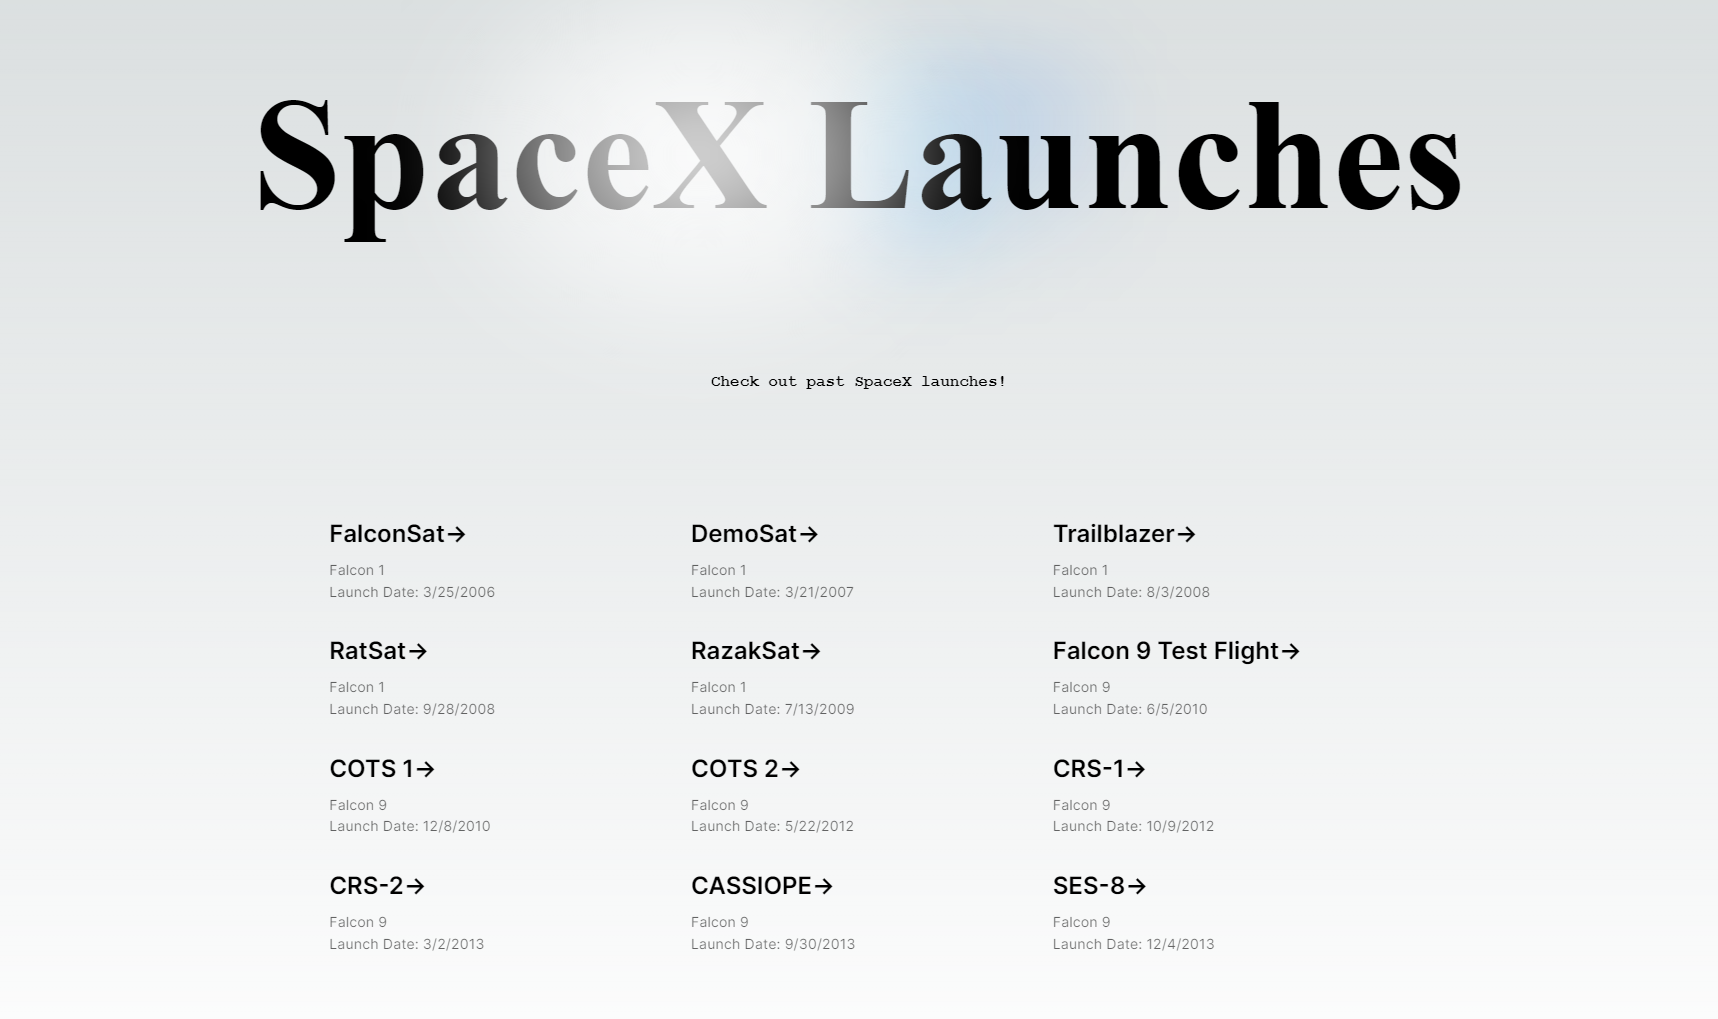 SpaceX Launches
Check out past SpaceX launches!
FalconSat→
Falcon 1
Launch Date: 3/25/2006
DemoSat→
Falcon 1
Launch Date: 3/21/2007
Trailblazer→
Falcon 1
Launch Date: 8/3/2008
RatSat→
Falcon 1
Launch Date: 9/28/2008
RazakSat→
Falcon 1
Launch Date: 7/13/2009
Falcon 9 Test Flight→
Falcon 9
Launch Date: 6/5/2010
COTS 1→
Falcon 9
Launch Date: 12/8/2010
COTS 2→
Falcon 9
Launch Date: 5/22/2012
CRS-1→
Falcon 9
Launch Date: 10/9/2012
CRS-2→
Falcon 9
Launch Date: 3/2/2013
CASSIOPE→
Falcon 9
Launch Date: 9/30/2013
SES-8→
Falcon 9
Launch Date: 12/4/2013